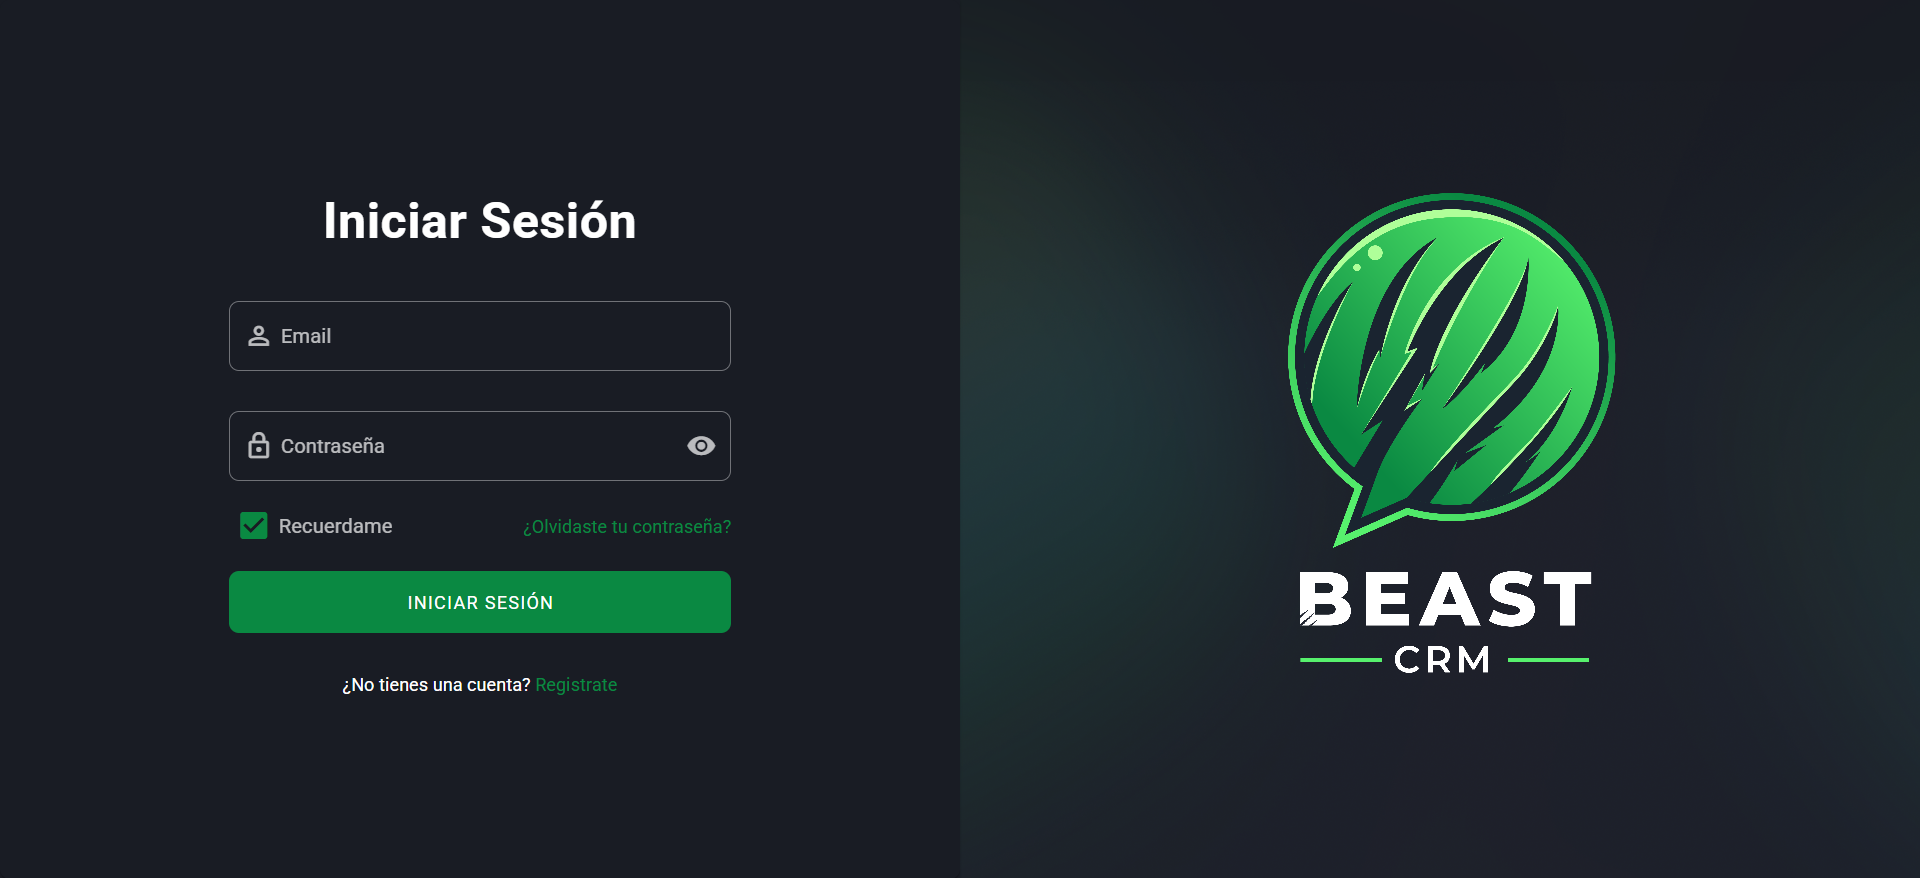 Iniciar Sesión
Email
Contraseña
Recuerdame
¿Olvidaste tu contraseña?
INICIAR SESIÓN
¿No tienes una cuenta? Registrate
BEAST
CRM